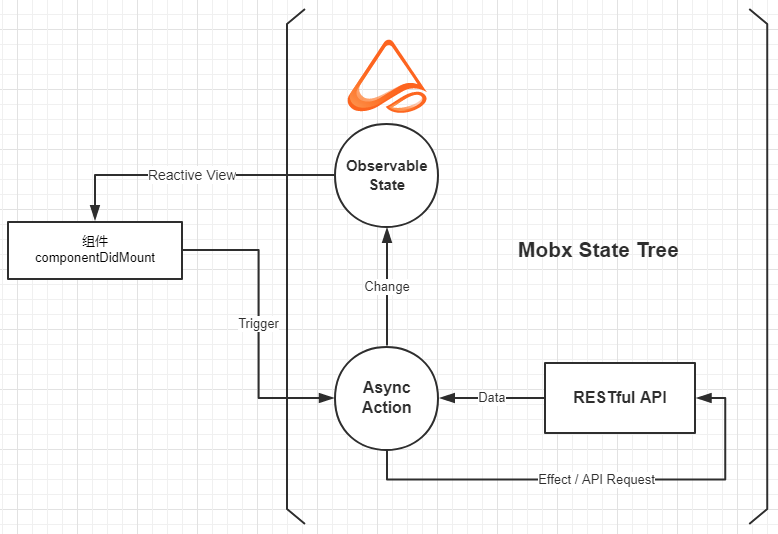 Observable
State
Reactive View
组件
componentDidMount
Mobx State Tree
Change
Trigger
Async
Action
Data
RESTful API
Effect / API Request